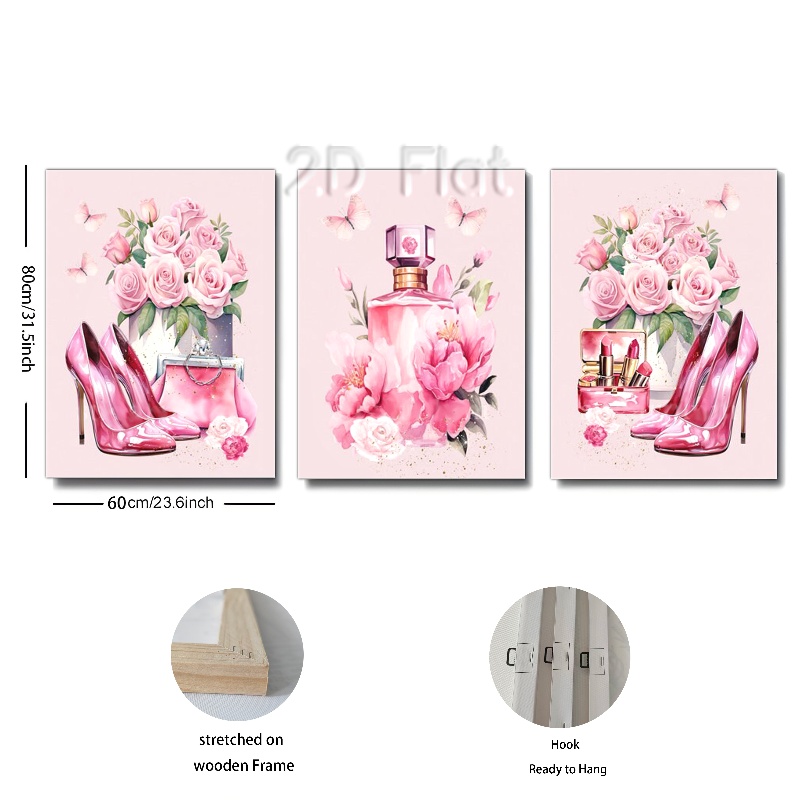 2D Flat
80cm/31.5inch
60cm/23.6inch
stretched on
wooden Frame
Hook
Ready to Hang